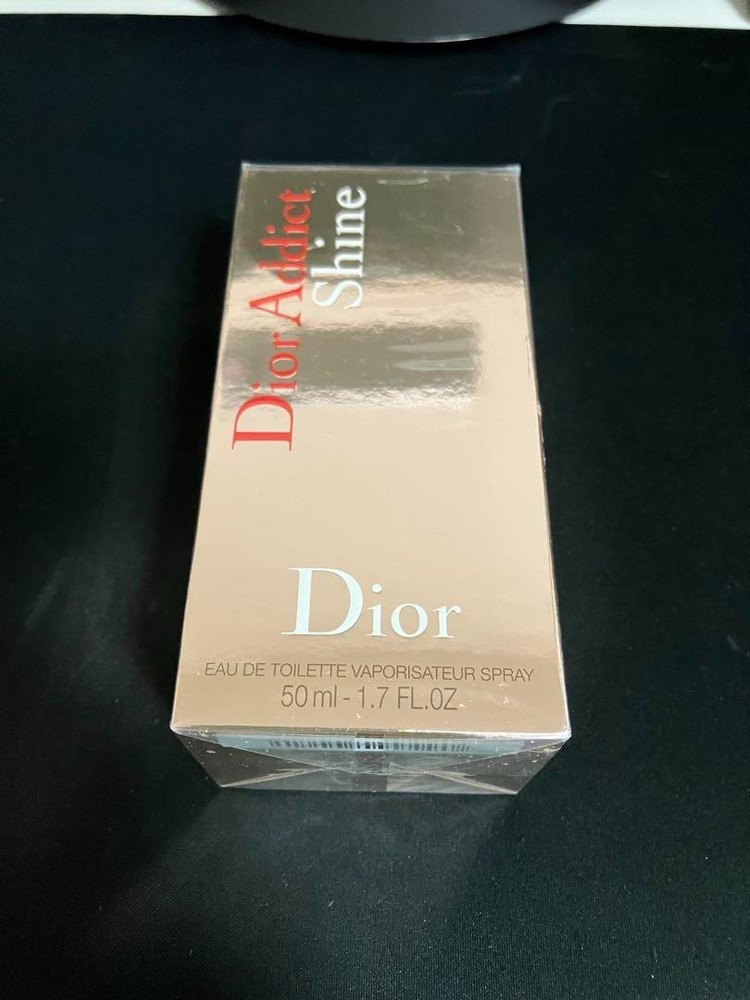 Dior Addict
Shine
Dior
EAU DE TOILETTE VAPORISATEUR SPRAY
50 ml - 1.7 FL.OZ